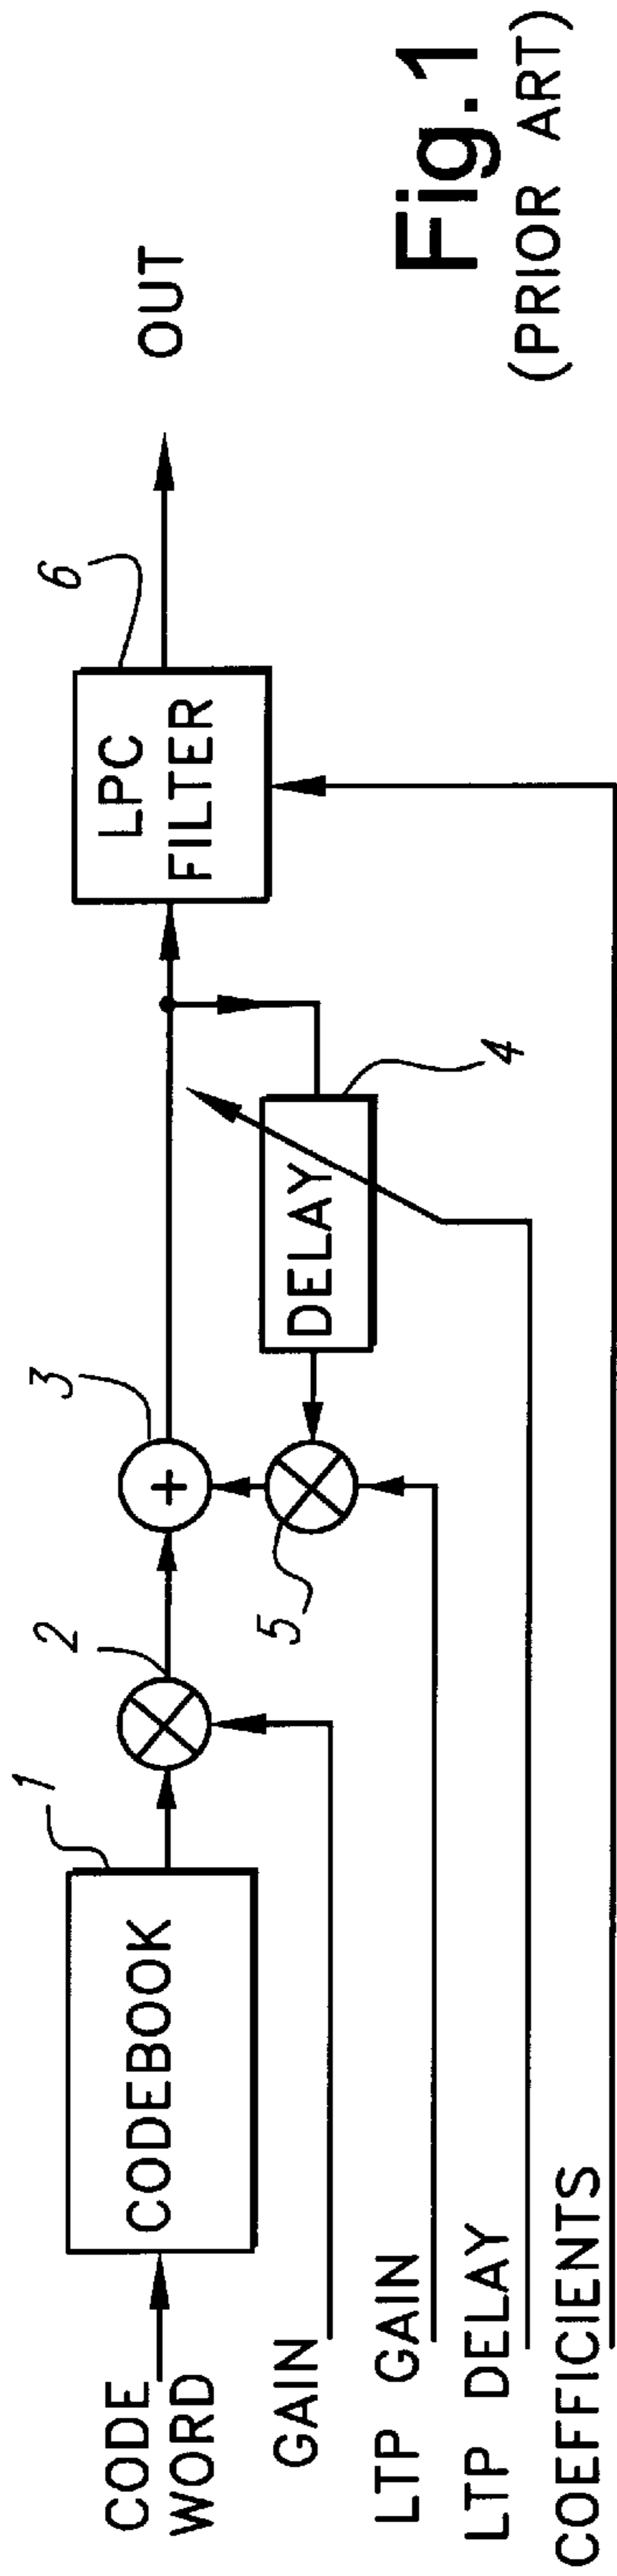 CODE
WORD
CODEBOOK
1
2
3
+
LPC
FILTER
6
OUT
DELAY
4
5
GAIN
LTP GAIN
LTP DELAY
COEFFICIENTS
Fig.1
(PRIOR ART)